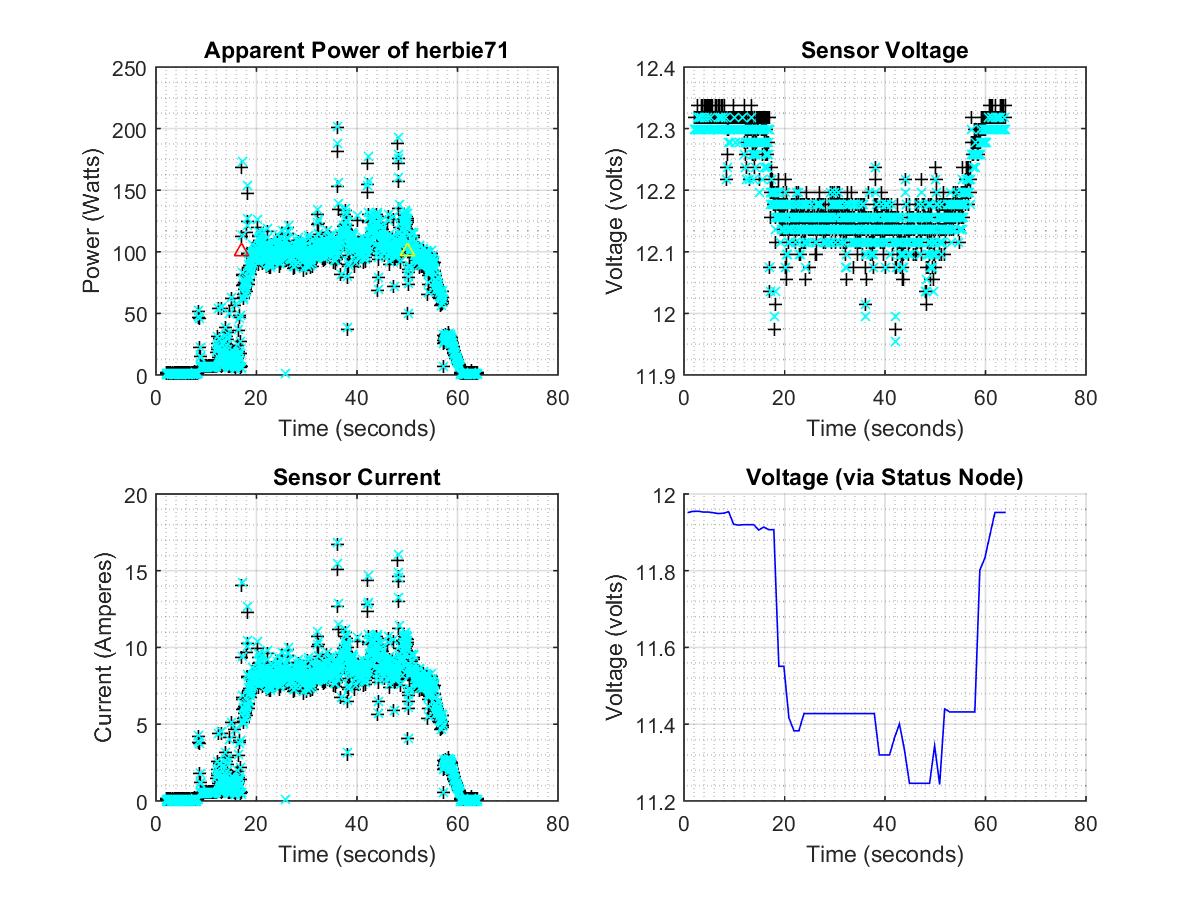 Apparent Power of herbie71
250
200
150
100
50
0
Power (Watts)
0 20 40 60 80
Time (seconds)
Sensor Voltage
12.4
12.3
12.2
12.1
12
11.9
Voltage (volts)
0 20 40 60 80
Time (seconds)
Sensor Current
20
15
10
5
0
Current (Amperes)
0 20 40 60 80
Time (seconds)
Voltage (via Status Node)
12
11.8
11.6
11.4
11.2
Voltage (volts)
0 20 40 60 80
Time (seconds)